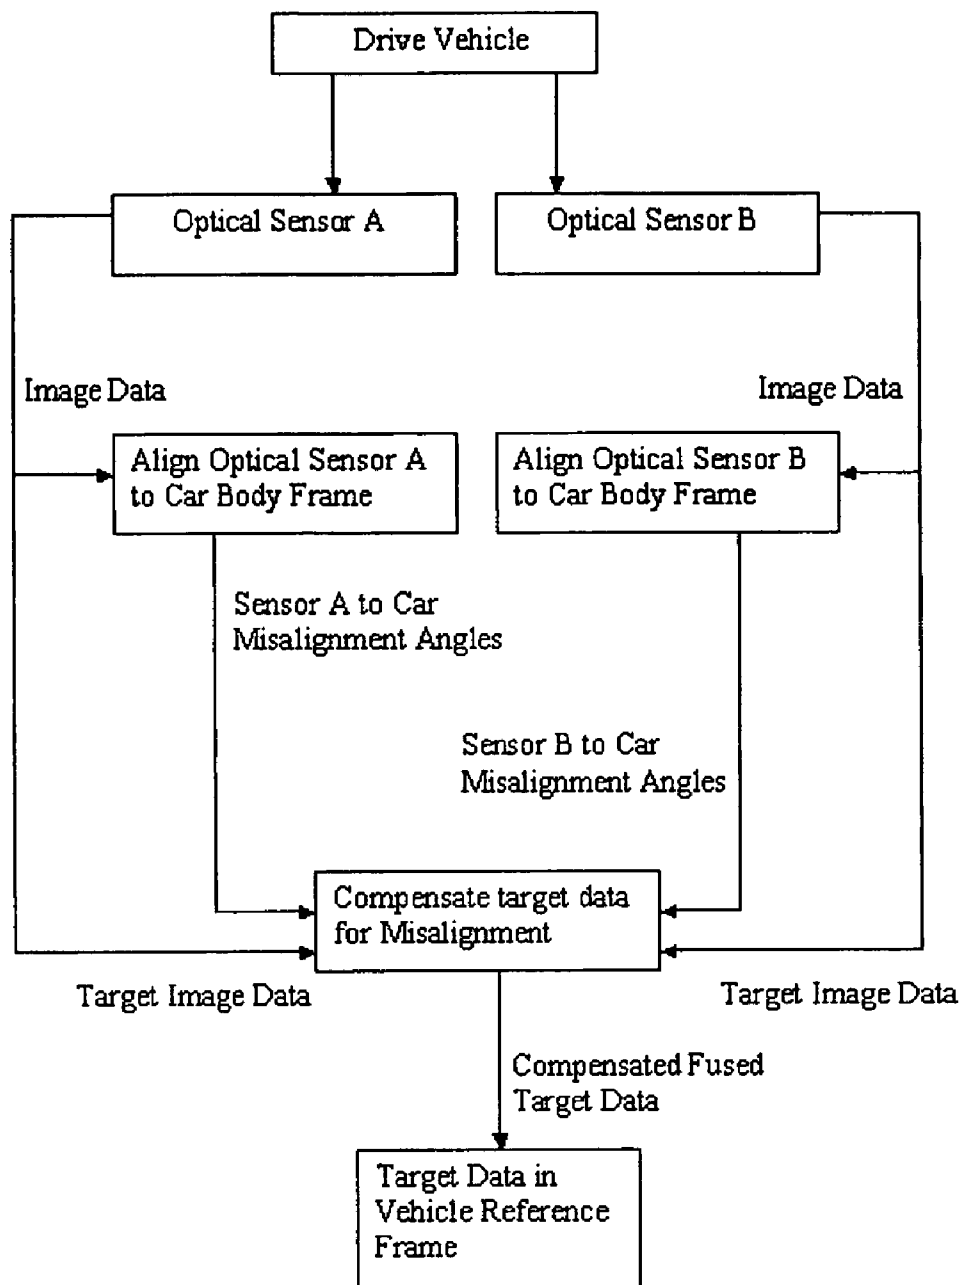 Drive Vehicle
Optical Sensor A
Optical Sensor B
Image Data
Image Data
Align Optical Sensor A
to Car Body Frame
Align Optical Sensor B
to Car Body Frame
Sensor A to Car
Misalignment Angles
Sensor B to Car
Misalignment Angles
Compensate target data
for Misalignment
Target Image Data
Target Image Data
Compensated Fused
Target Data
Target Data in
Vehicle Reference
Frame